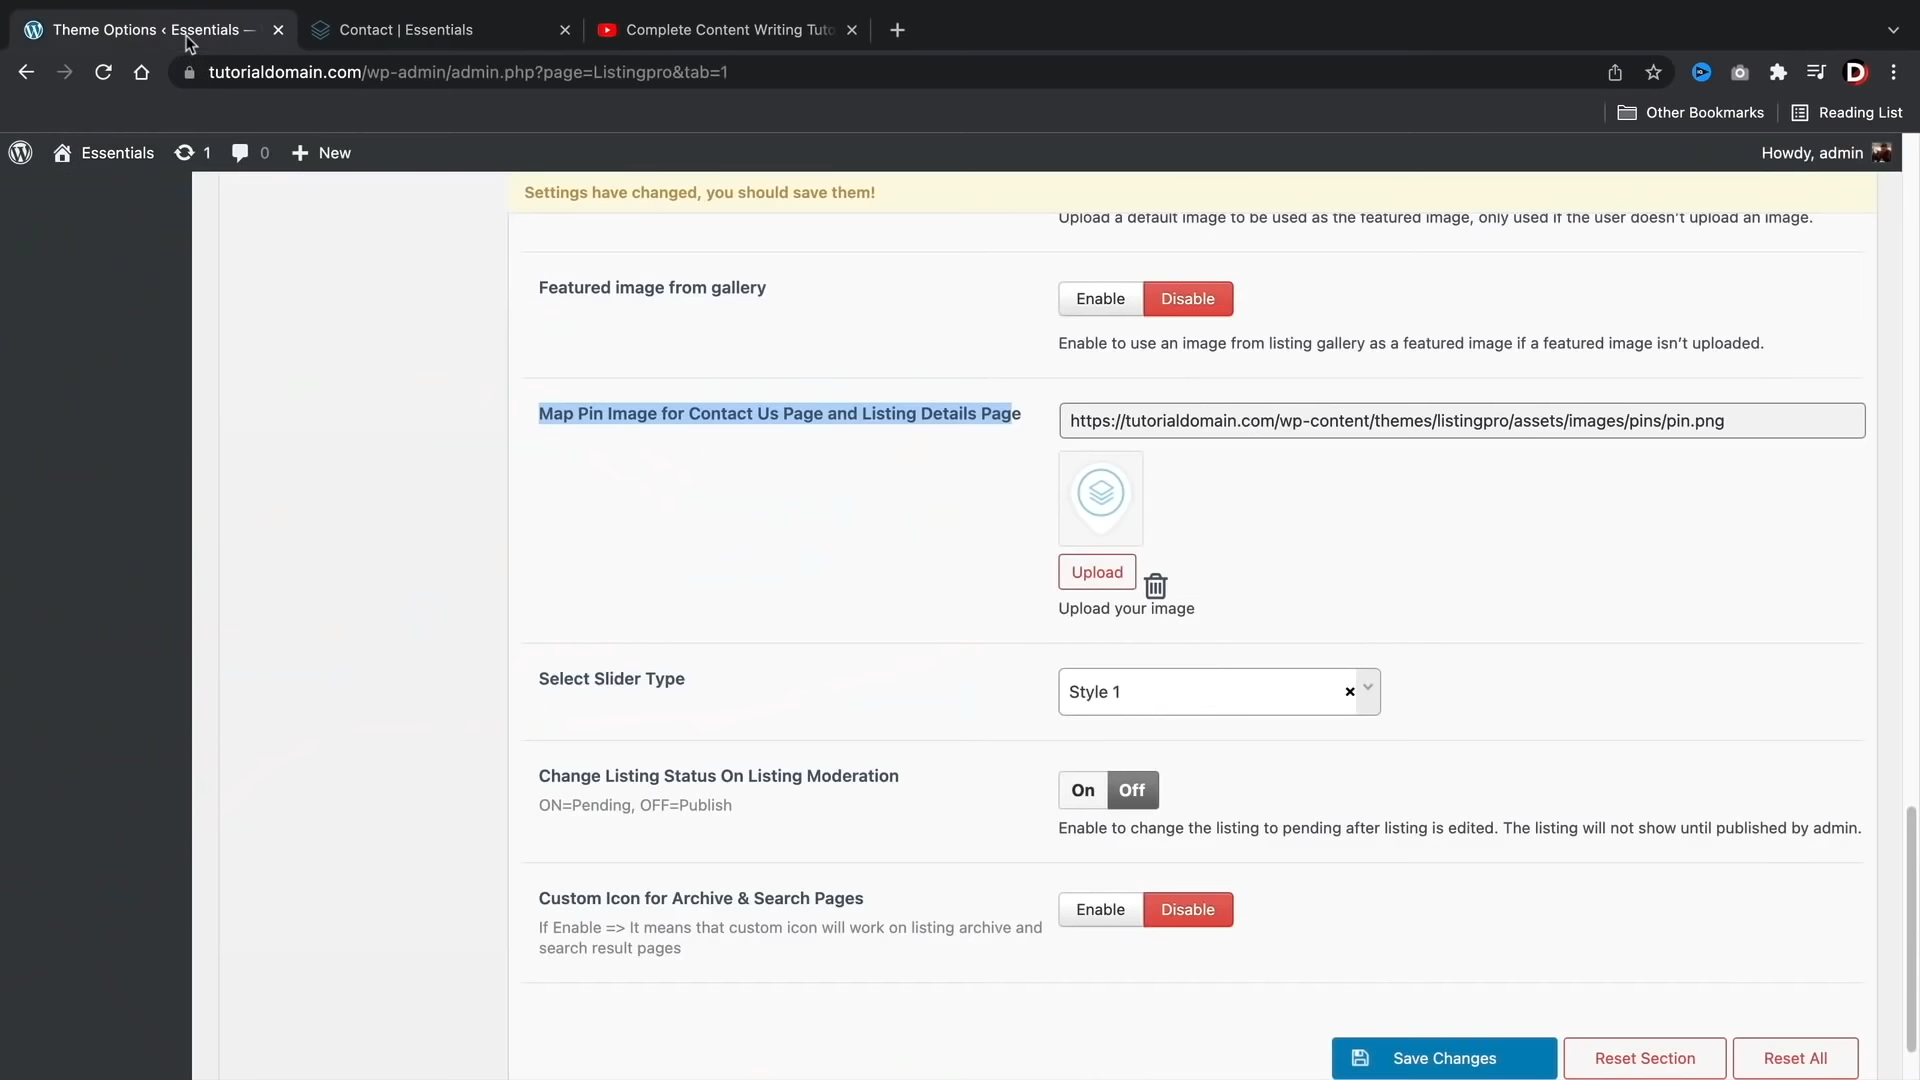 Theme Options ‹ Essentials —
Contact | Essentials
Complete Content Writing Tuto
tutorialdomain.com/wp-admin/admin.php?page=Listingpro&tab=1
Other Bookmarks
Reading List
Essentials
1
0
New
Howdy, admin
Settings have changed, you should save them!
Upload a default image to be used as the featured image, only used if the user doesn't upload an image.
Featured image from gallery
Enable
Disable
Enable to use an image from listing gallery as a featured image if a featured image isn't uploaded.
Map Pin Image for Contact Us Page and Listing Details Page
https://tutorialdomain.com/wp-content/themes/listingpro/assets/images/pins/pin.png
Upload
Upload your image
Select Slider Type
Style 1
Change Listing Status On Listing Moderation
ON=Pending, OFF=Publish
On
Off
Enable to change the listing to pending after listing is edited. The listing will not show until published by admin.
Custom Icon for Archive & Search Pages
If Enable => It means that custom icon will work on listing archive and
search result pages
Enable
Disable
Save Changes
Reset Section
Reset All